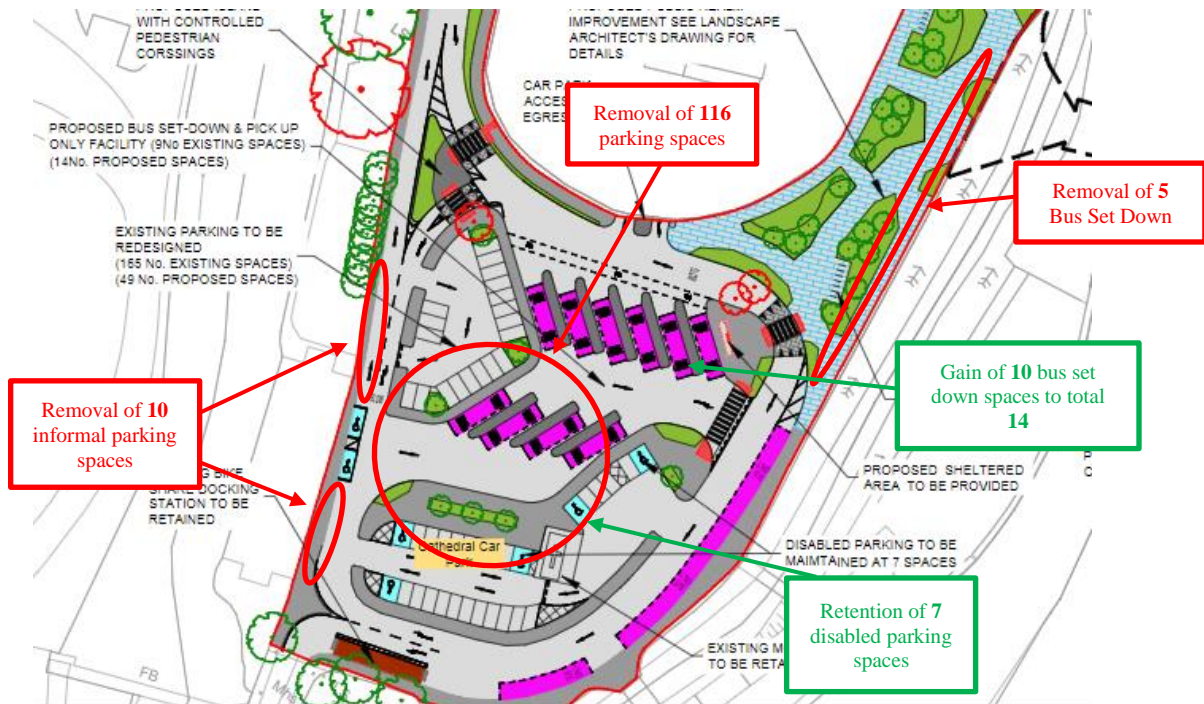 WITH CONTROLLED
PEDESTRIAN
CORSSINGS
IMPROVEMENT SEE LANDSCAPE
ARCHITECT'S DRAWING FOR
DETAILS
CAR PARK
Removal of 116
parking spaces
PROPOSED BUS SET-DOWN & PICK UP
ONLY FACILITY (9No EXISTING SPACES)
(14No. PROPOSED SPACES)
Removal of 5
Bus Set Down
EXISTING PARKING TO BE
REDESIGNED
(165 No. EXISTING SPACES)
(49 No. PROPOSED SPACES)
Gain of 10 bus set
down spaces to total
14
Removal of 10
informal parking
spaces
BIKE
SHARE DOCKING
STATION TO BE
RETAINED
PROPOSED SHELTERED
AREA TO BE PROVIDED
Cathedral Car
DISABLED PARKING TO BE
MAIMTAINED AT 7 SPACES
Retention of 7
disabled parking
spaces
EXISTING
TO BE
FB
Mhs